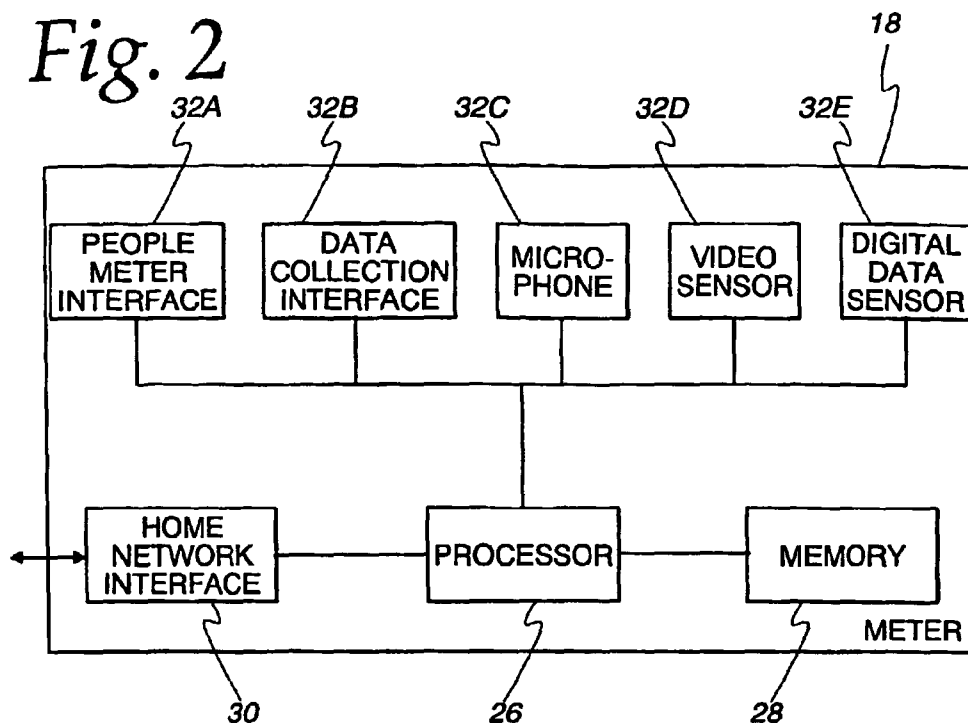 Fig. 2
18
32A
32B
32C
32D
32E
PEOPLE
METER
INTERFACE
DATA
COLLECTION
INTERFACE
MICRO-
PHONE
VIDEO
SENSOR
DIGITAL
DATA
SENSOR
HOME
NETWORK
INTERFACE
PROCESSOR
MEMORY
METER
30
26
28